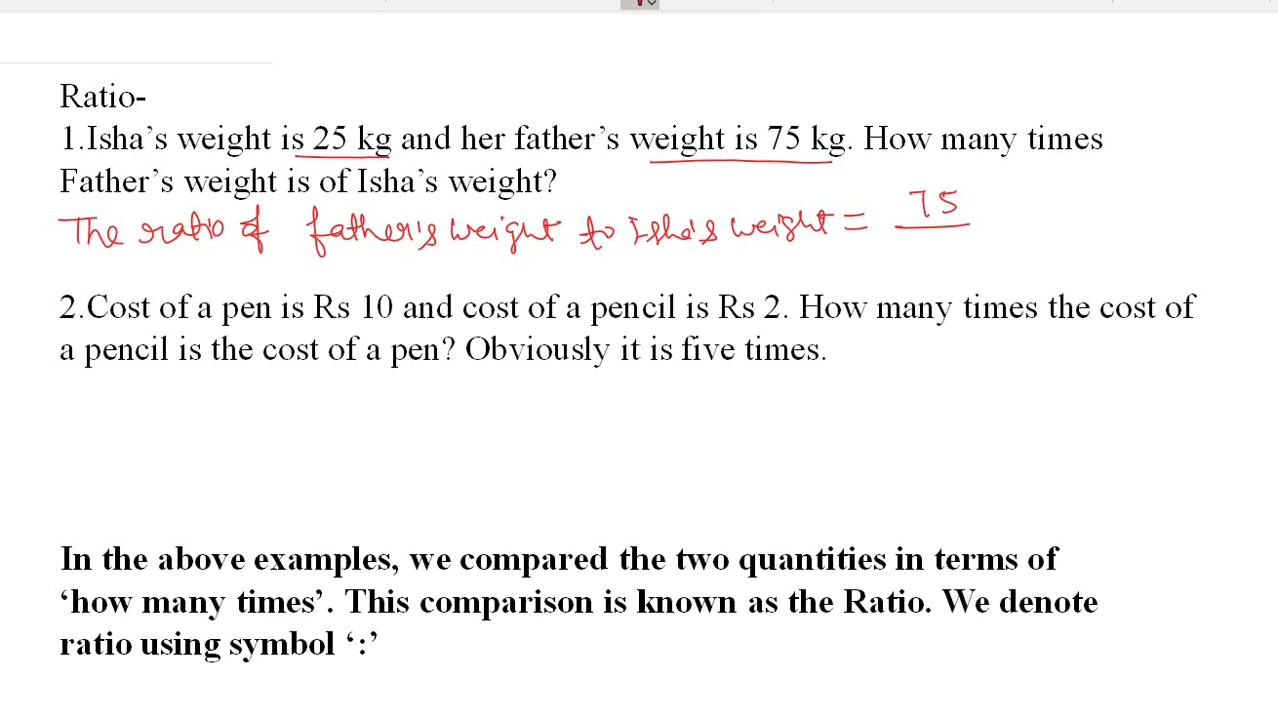 Ratio-
1.Isha’s weight is 25 kg and her father’s weight is 75 kg. How many times
Father’s weight is of Isha’s weight?
The ratio of father's weight to Isha's weight = 75
2.Cost of a pen is Rs 10 and cost of a pencil is Rs 2. How many times the cost of
a pencil is the cost of a pen? Obviously it is five times.
In the above examples, we compared the two quantities in terms of
‘how many times’. This comparison is known as the Ratio. We denote
ratio using symbol ‘:’